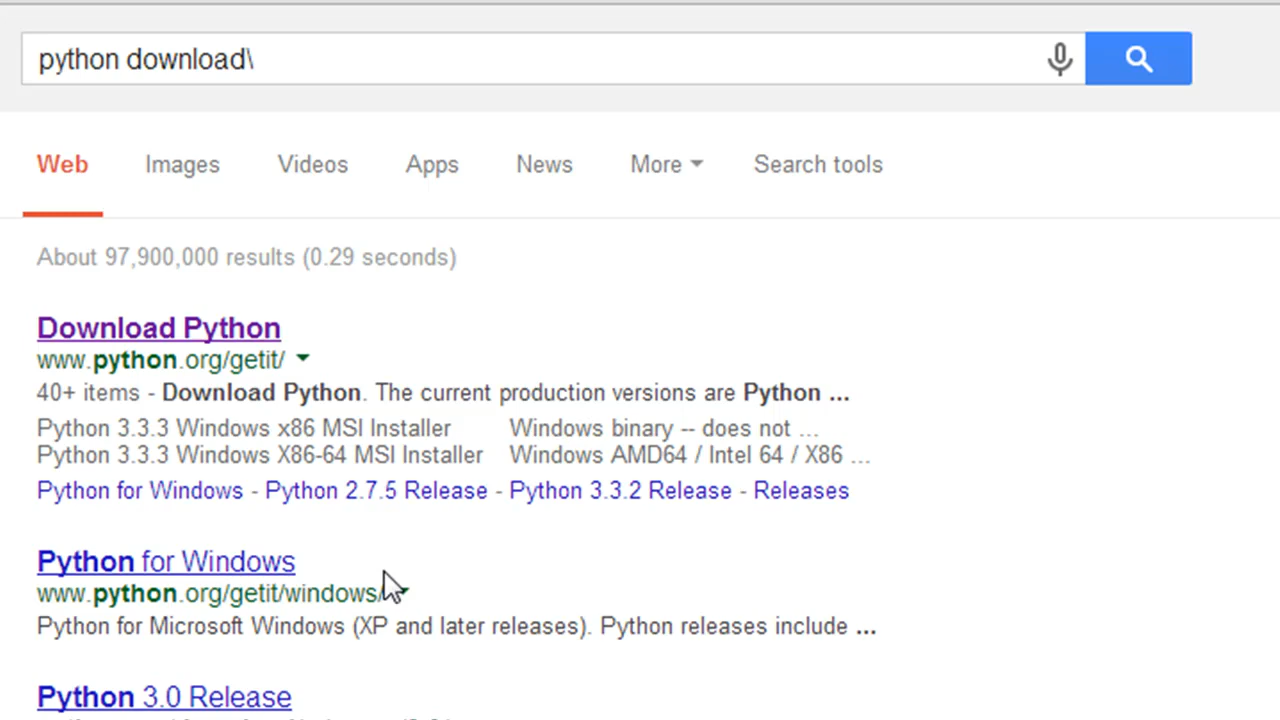 python download\
Web Images Videos Apps News More Search tools
About 97,900,000 results (0.29 seconds)
Download Python
www.python.org/getit/
40+ items - Download Python. The current production versions are Python ...
Python 3.3.3 Windows x86 MSI Installer Windows binary -- does not ...
Python 3.3.3 Windows X86-64 MSI Installer Windows AMD64 / Intel 64 / X86 ...
Python for Windows - Python 2.7.5 Release - Python 3.3.2 Release - Releases
Python for Windows
www.python.org/getit/windows/
Python for Microsoft Windows (XP and later releases). Python releases include ...
Python 3.0 Release